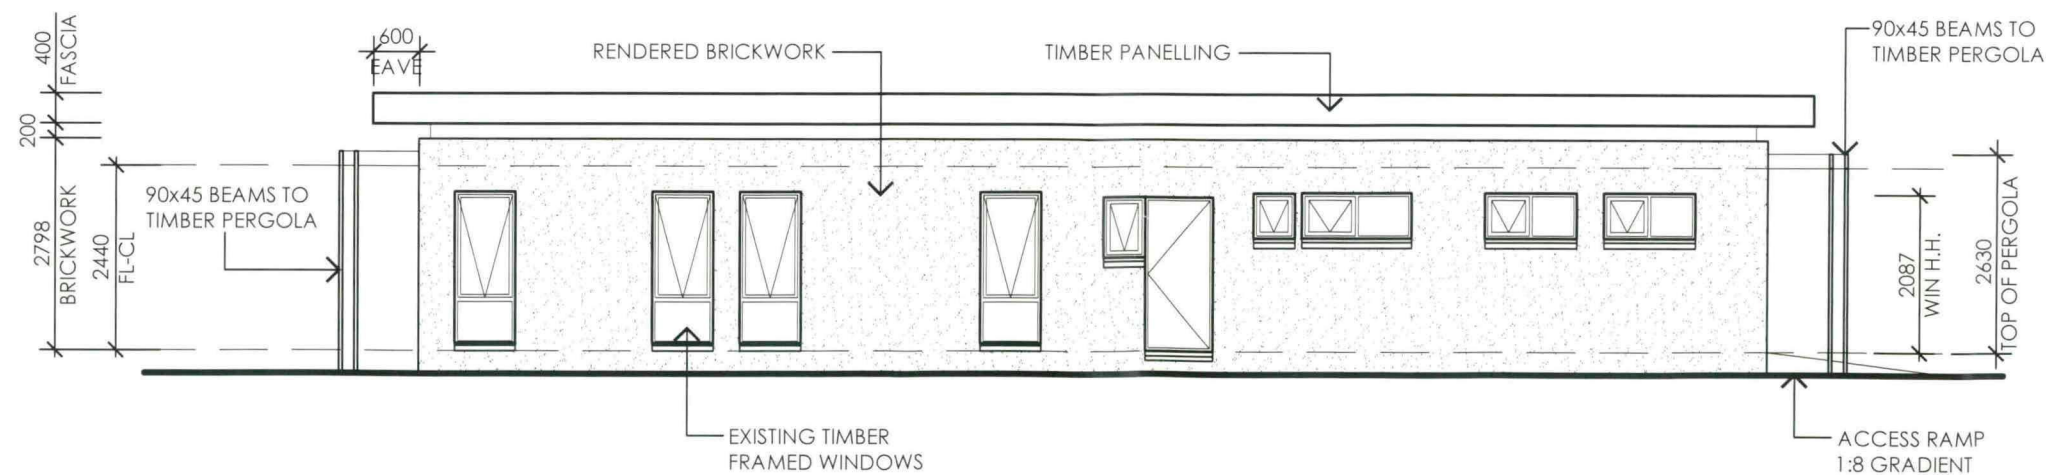 400
FASCIA
200
2798
BRICKWORK
2440
FL-CL
600
EAVE
RENDERED BRICKWORK
TIMBER PANELLING
90x45 BEAMS TO
TIMBER PERGOLA
90x45 BEAMS TO
TIMBER PERGOLA
2087
WIN H.H.
2630
TOP OF PERGOLA
EXISTING TIMBER
FRAMED WINDOWS
ACCESS RAMP
1:8 GRADIENT